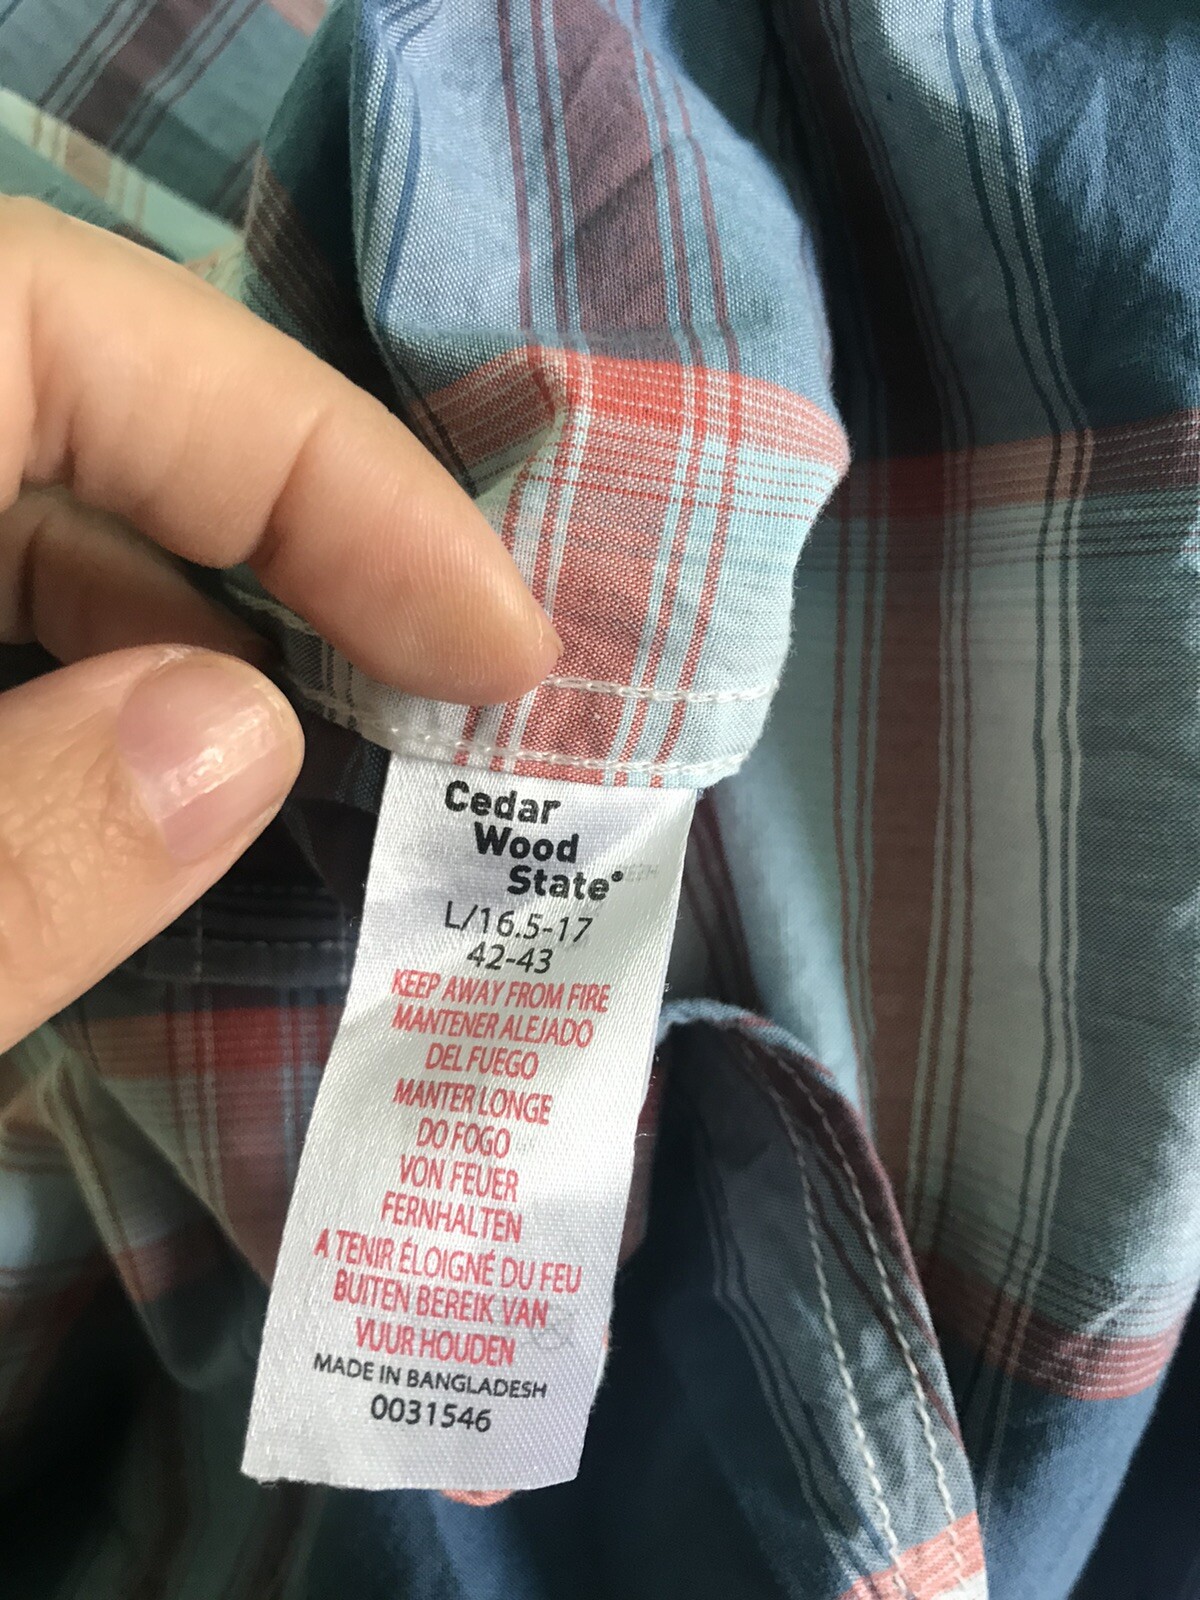 Cedar
Wood
State®
L/16.5-17
42-43
KEEP AWAY FROM FIRE
MANTENER ALEJADO
DEL FUEGO
MANTER LONGE
DO FOGO
VON FEUER
FERNHALTEN
A TENIR ÉLOIGNÉ DU FEU
BUITEN BEREIK VAN
VUUR HOUDEN
MADE IN BANGLADESH
0031546